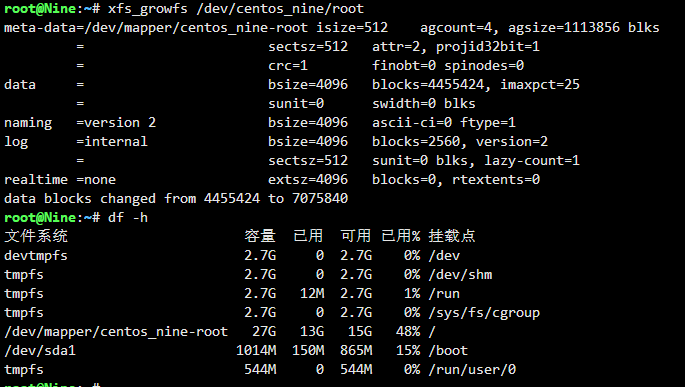 root@Nine:~# xfs_growfs /dev/centos_nine/root
meta-data=/dev/mapper/centos_nine-root isize=512    agcount=4, agsize=1113856 blks
         =                       sectsz=512   attr=2, projid32bit=1
         =                       crc=1        finobt=0 spinodes=0
data     =                       bsize=4096   blocks=4455424, imaxpct=25
         =                       sunit=0      swidth=0 blks
naming   =version 2              bsize=4096   ascii-ci=0 ftype=1
log      =internal               bsize=4096   blocks=2560, version=2
         =                       sectsz=512   sunit=0 blks, lazy-count=1
realtime =none                   extsz=4096   blocks=0, rtextents=0
data blocks changed from 4455424 to 7075840
root@Nine:~# df -h
文件系统                     容量  已用  可用 已用% 挂载点
devtmpfs                     2.7G     0  2.7G    0% /dev
tmpfs                        2.7G     0  2.7G    0% /dev/shm
tmpfs                        2.7G   12M  2.7G    1% /run
tmpfs                        2.7G     0  2.7G    0% /sys/fs/cgroup
/dev/mapper/centos_nine-root  27G   13G   15G   48% /
/dev/sda1                   1014M  150M  865M   15% /boot
tmpfs                        544M     0  544M    0% /run/user/0